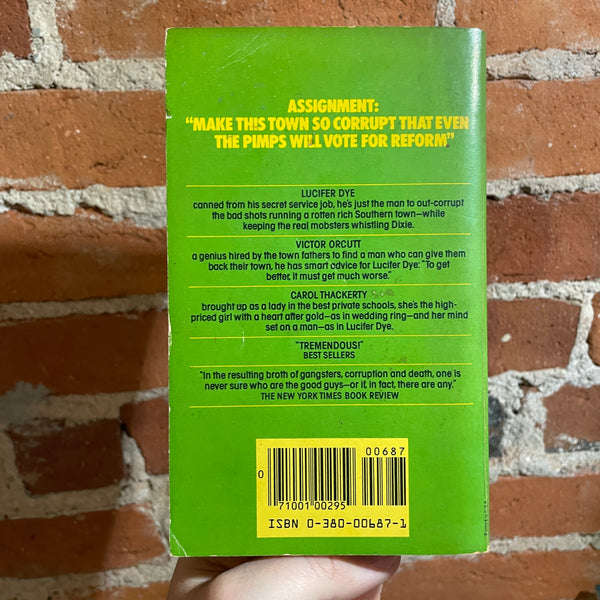 ASSIGNMENT:
“MAKE THIS TOWN SO CORRUPT THAT EVEN
THE PIMPS WILL VOTE FOR REFORM”
LUCIFER DYE
canned from his secret service job, he's just the man to out-corrupt
the bad shots running a rotten rich Southern town—while
keeping the real mobsters whistling Dixie.
VICTOR ORCUTT
a genius hired by the town fathers to find a man who can give them
back their town, he has smart advice for Lucifer Dye: “To get
better, it must get much worse.”
CAROL THACKERTY
brought up as a lady in the best private schools, she's the high-
priced girl with a heart after gold—as in wedding ring—and her mind
set on a man—as in Lucifer Dye.
“TREMENDOUS!”
BEST SELLERS
“In the resulting broth of gangsters, corruption and death, one is
never sure who are the good guys—or if, in fact, there are any.”
THE NEW YORK TIMES BOOK REVIEW
00687
0
71001 00295
ISBN 0-380-00687-1